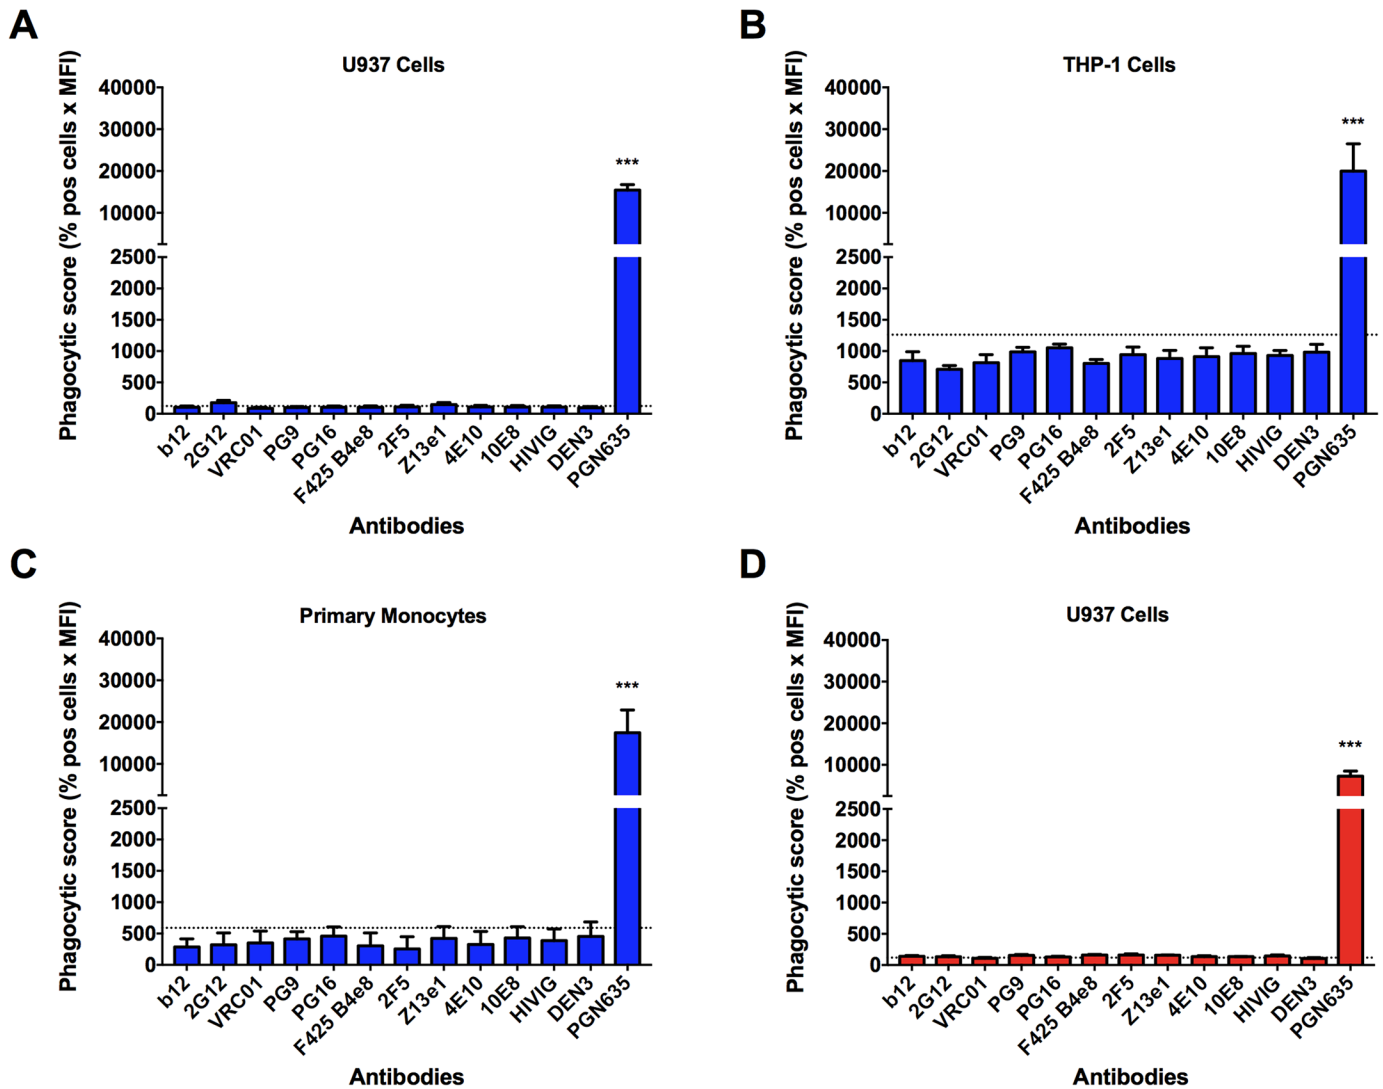 A
U937 Cells
Phagocytic score (% pos cells x MFI)
40000
30000
20000
10000
2500
2000
1500
1000
500
0
***
b12
2G12
VRC01
PG9
PG16
F425 B4e8
2F5
Z13e1
4E10
10E8
HIVIG
DEN3
PGN635
Antibodies
B
THP-1 Cells
Phagocytic score (% pos cells x MFI)
40000
30000
20000
10000
2500
2000
1500
1000
500
0
***
b12
2G12
VRC01
PG9
PG16
F425 B4e8
2F5
Z13e1
4E10
10E8
HIVIG
DEN3
PGN635
Antibodies
C
Primary Monocytes
Phagocytic score (% pos cells x MFI)
40000
30000
20000
10000
2500
2000
1500
1000
500
0
***
b12
2G12
VRC01
PG9
PG16
F425 B4e8
2F5
Z13e1
4E10
10E8
HIVIG
DEN3
PGN635
Antibodies
D
U937 Cells
Phagocytic score (% pos cells x MFI)
40000
30000
20000
10000
2500
2000
1500
1000
500
0
***
b12
2G12
VRC01
PG9
PG16
F425 B4e8
2F5
Z13e1
4E10
10E8
HIVIG
DEN3
PGN635
Antibodies